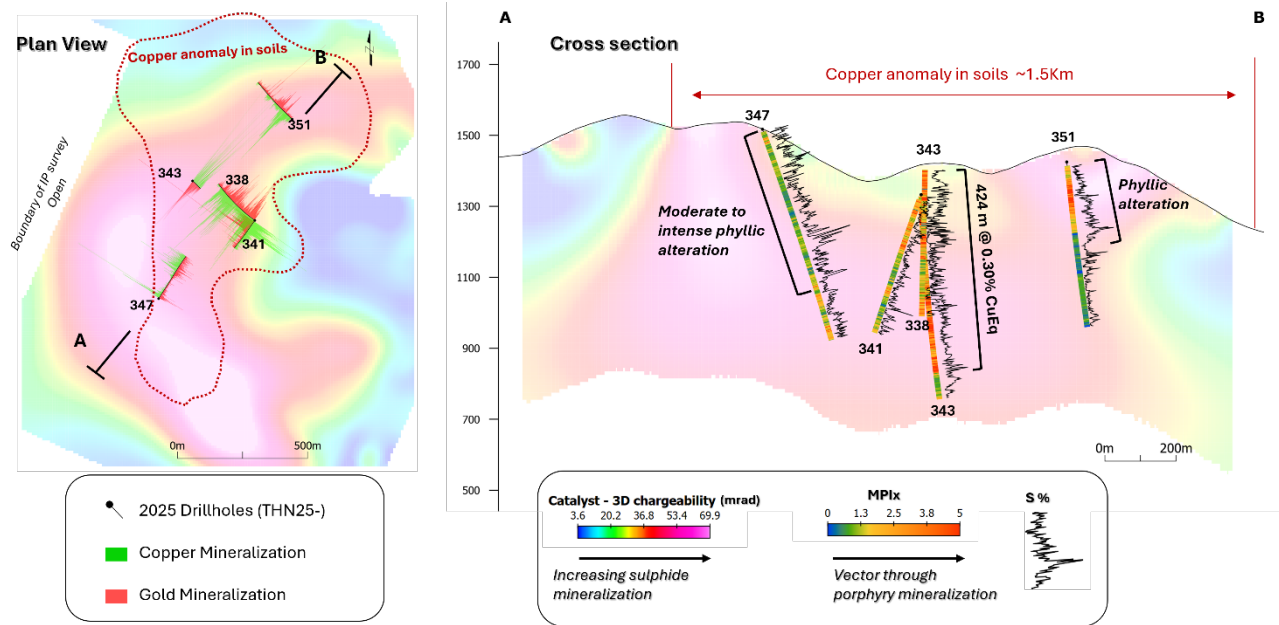 Plan View
Copper anomaly in soils
B
N
351
343
338
341
347
A
Boundary of IP survey
Open
0m 500m
2025 Drillholes (THN25-)
Copper Mineralization
Gold Mineralization
A B
Cross section
Copper anomaly in soils ~1.5Km
1700
1500
1300
1100
900
700
500
347
343
351
Moderate to
intense phyllic
alteration
424 m @ 0.30% CuEq
Phyllic
alteration
341
338
343
0m 200m
Catalyst - 3D chargeability (mrad)
3.6 20.2 36.8 53.4 69.9
Increasing sulphide
mineralization
MPIx
0 1.3 2.5 3.8 5
Vector through
porphyry mineralization
S %